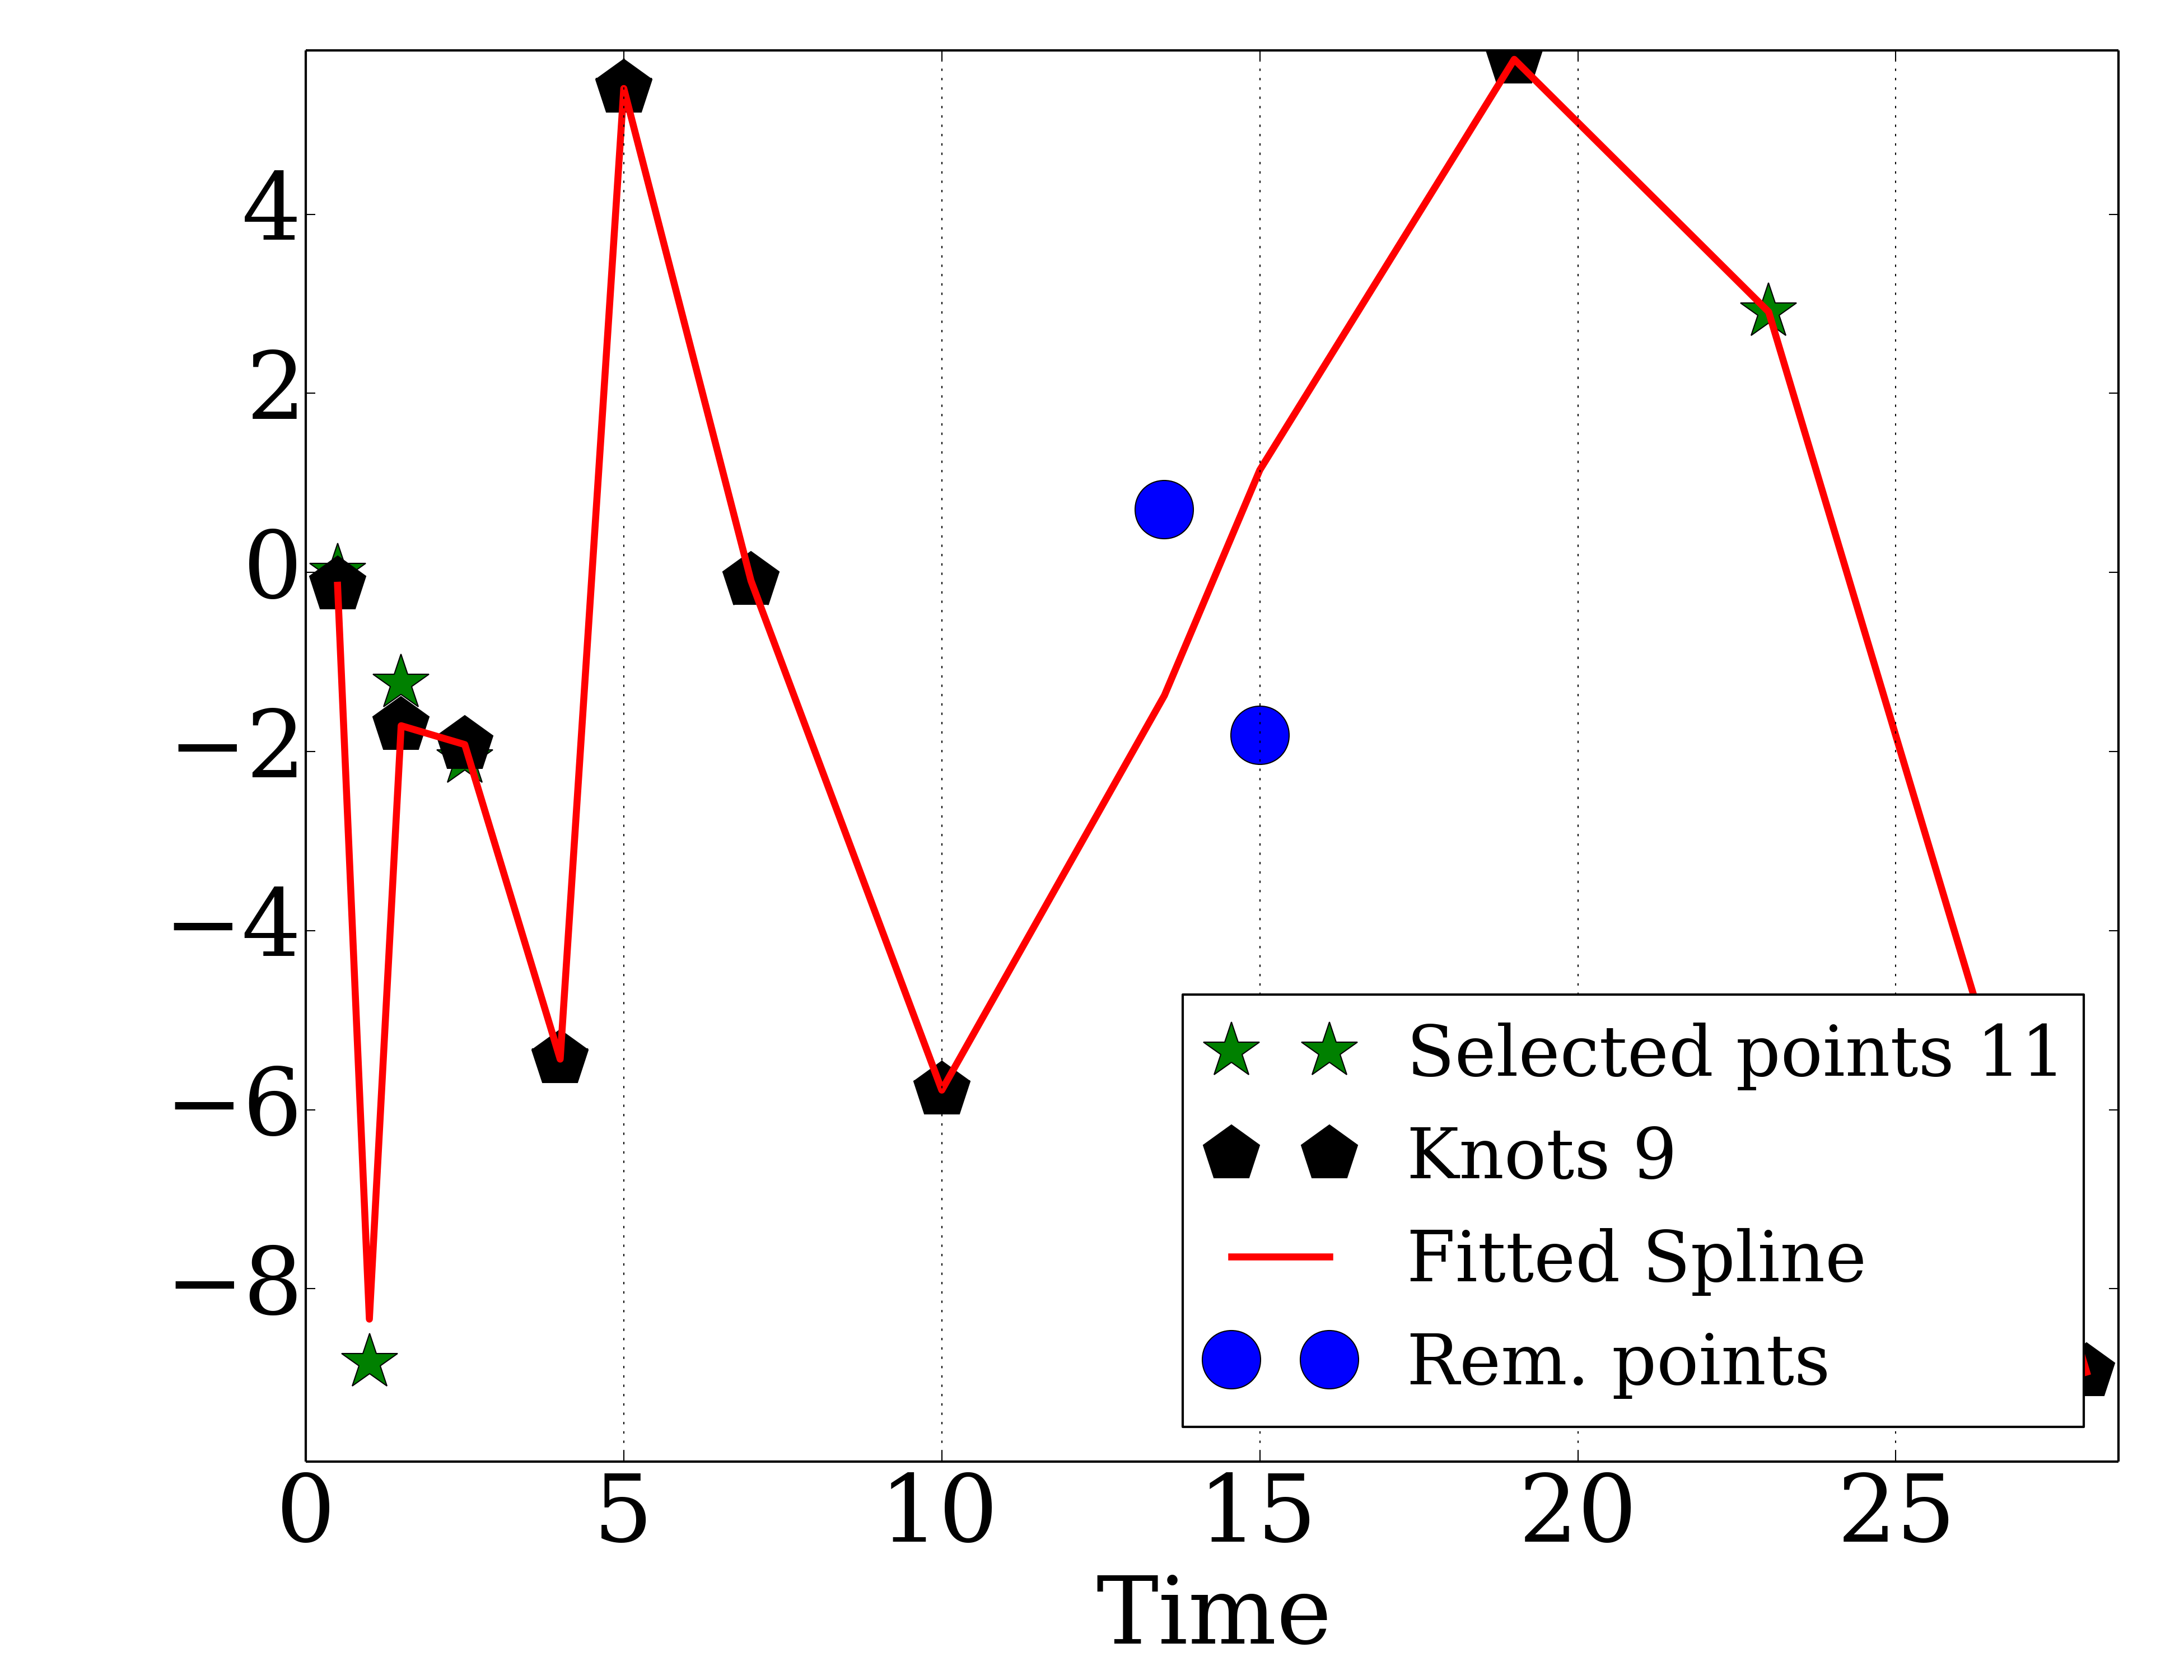 4
2
0
−2
−4
−6
−8
Selected points 11
Knots 9
Fitted Spline
Rem. points
0 5 10 15 20 25
Time